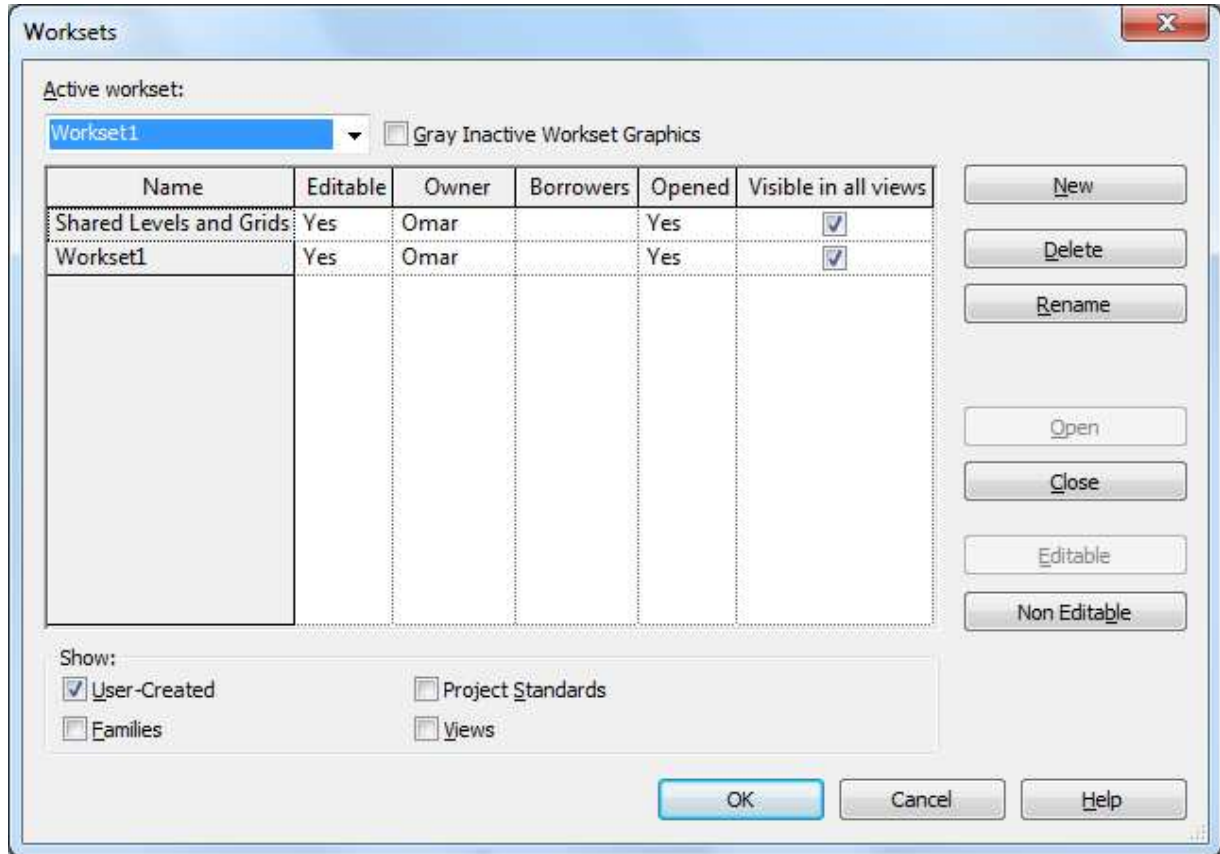 Worksets
Active workset:
Workset1
Gray Inactive Workset Graphics
Name Editable Owner Borrowers Opened Visible in all views
Shared Levels and Grids Yes Omar Yes
Workset1 Yes Omar Yes
New
Delete
Rename
Open
Close
Editable
Non Editable
Show:
User-Created Project Standards
Families Views
OK Cancel Help